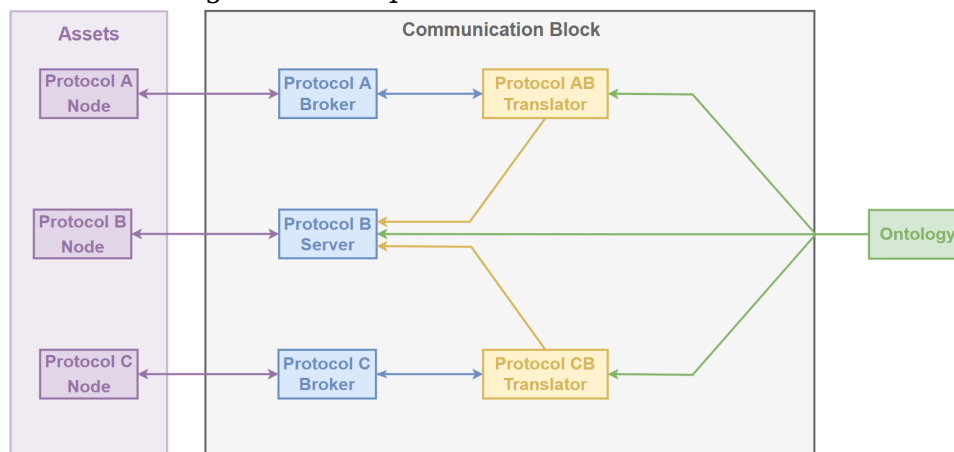 Assets
Communication Block
Protocol A
Node
Protocol A
Broker
Protocol AB
Translator
Protocol B
Node
Protocol B
Server
Ontology
Protocol C
Node
Protocol C
Broker
Protocol CB
Translator